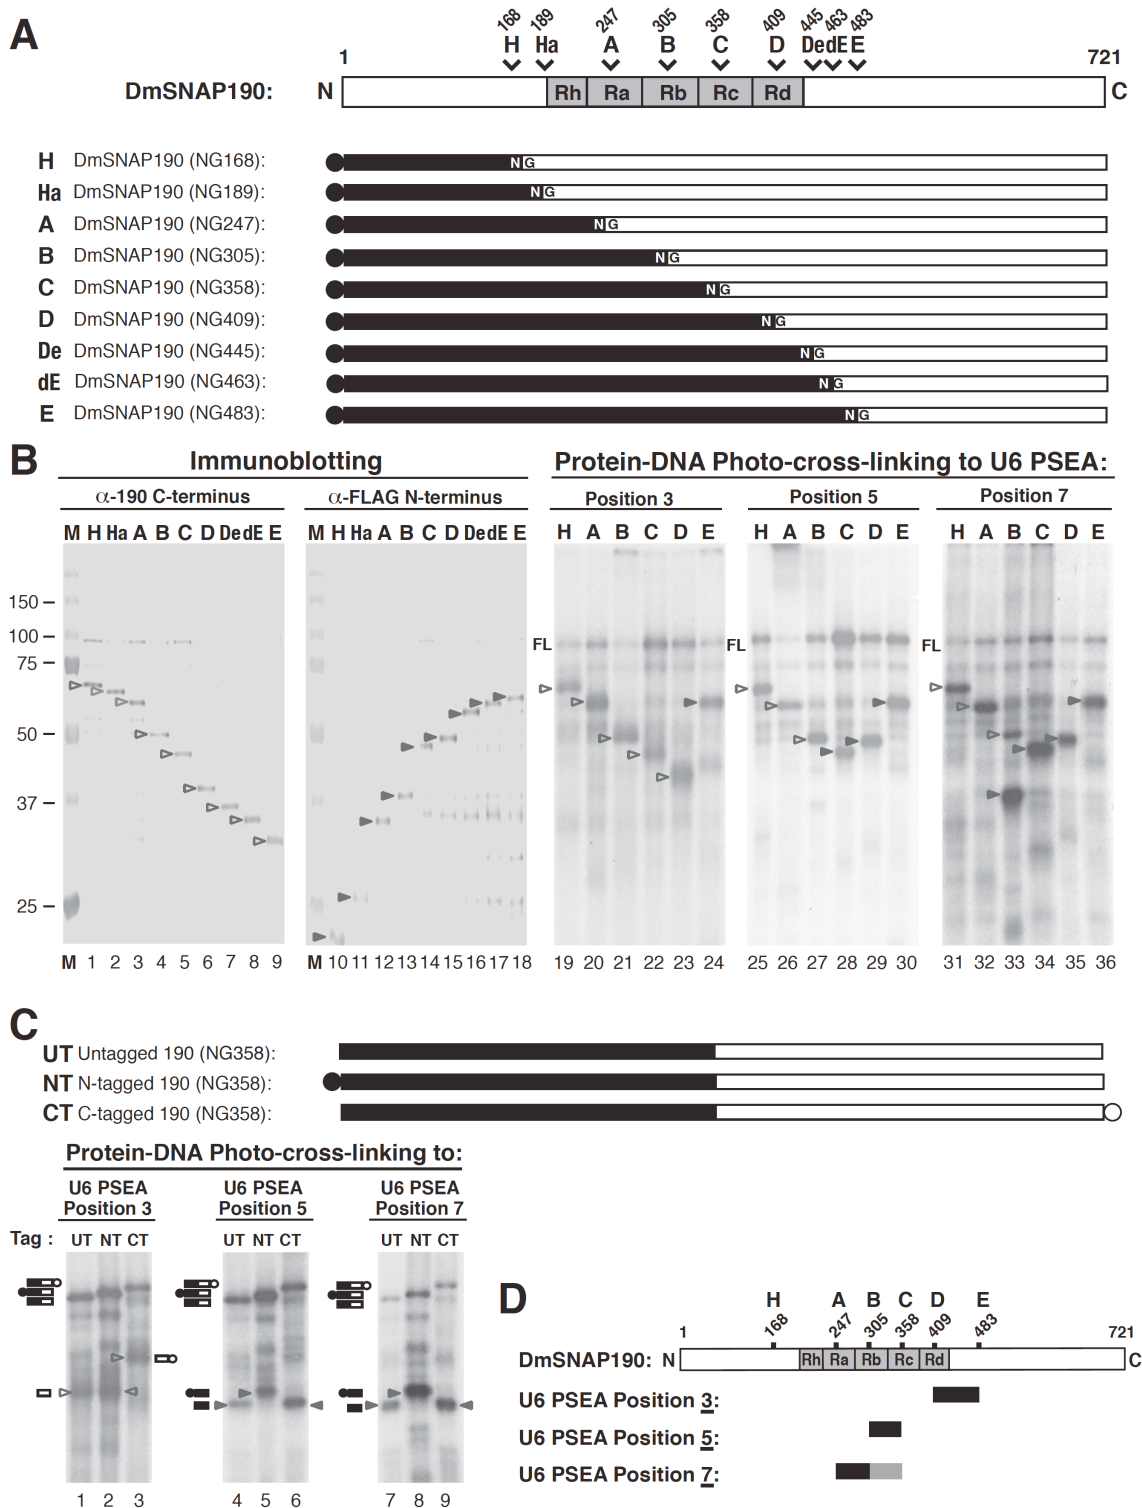 A
168 189 247 305 358 409 445 463 483
H Ha A B C D De dE E
1 721
DmSNAP190: N Rh Ra Rb Rc Rd C
H DmSNAP190 (NG168): N G
Ha DmSNAP190 (NG189): N G
A DmSNAP190 (NG247): N G
B DmSNAP190 (NG305): N G
C DmSNAP190 (NG358): N G
D DmSNAP190 (NG409): N G
De DmSNAP190 (NG445): N G
dE DmSNAP190 (NG463): N G
E DmSNAP190 (NG483): N G
B
Immunoblotting Protein-DNA Photo-cross-linking to U6 PSEA:
α-190 C-terminus α-FLAG N-terminus Position 3 Position 5 Position 7
M H Ha A B C D De dE E M H Ha A B C D De dE E H A B C D E H A B C D E H A B C D E
150
100
FL FL FL
75
50
37
25
M 1 2 3 4 5 6 7 8 9 M 10 11 12 13 14 15 16 17 18 19 20 21 22 23 24 25 26 27 28 29 30 31 32 33 34 35 36
C
UT Untagged 190 (NG358):
NT N-tagged 190 (NG358):
CT C-tagged 190 (NG358):
Protein-DNA Photo-cross-linking to:
U6 PSEA Position 3 U6 PSEA Position 5 U6 PSEA Position 7
Tag : UT NT CT UT NT CT UT NT CT
1 2 3 4 5 6 7 8 9
D
H A B C D E
1 168 247 305 358 409 483 721
DmSNAP190: N Rh Ra Rb Rc Rd C
U6 PSEA Position 3:
U6 PSEA Position 5:
U6 PSEA Position 7: